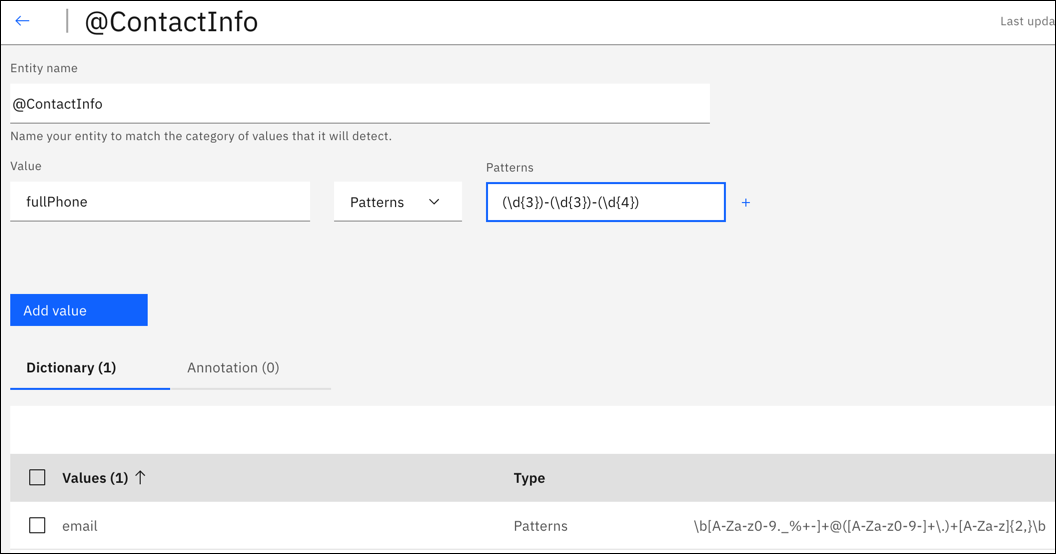 @ContactInfo
Last upda
Entity name
@ContactInfo
Name your entity to match the category of values that it will detect.
Value
Patterns
fullPhone
Patterns
(\d{3})-(\d{3})-(\d{4})
+
Add value
Dictionary (1)
Annotation (0)
Values (1)
Type
email
Patterns
\b[A-Za-z0-9._%+-]+@([A-Za-z0-9-]+\.)+[A-Za-z]{2,}\b